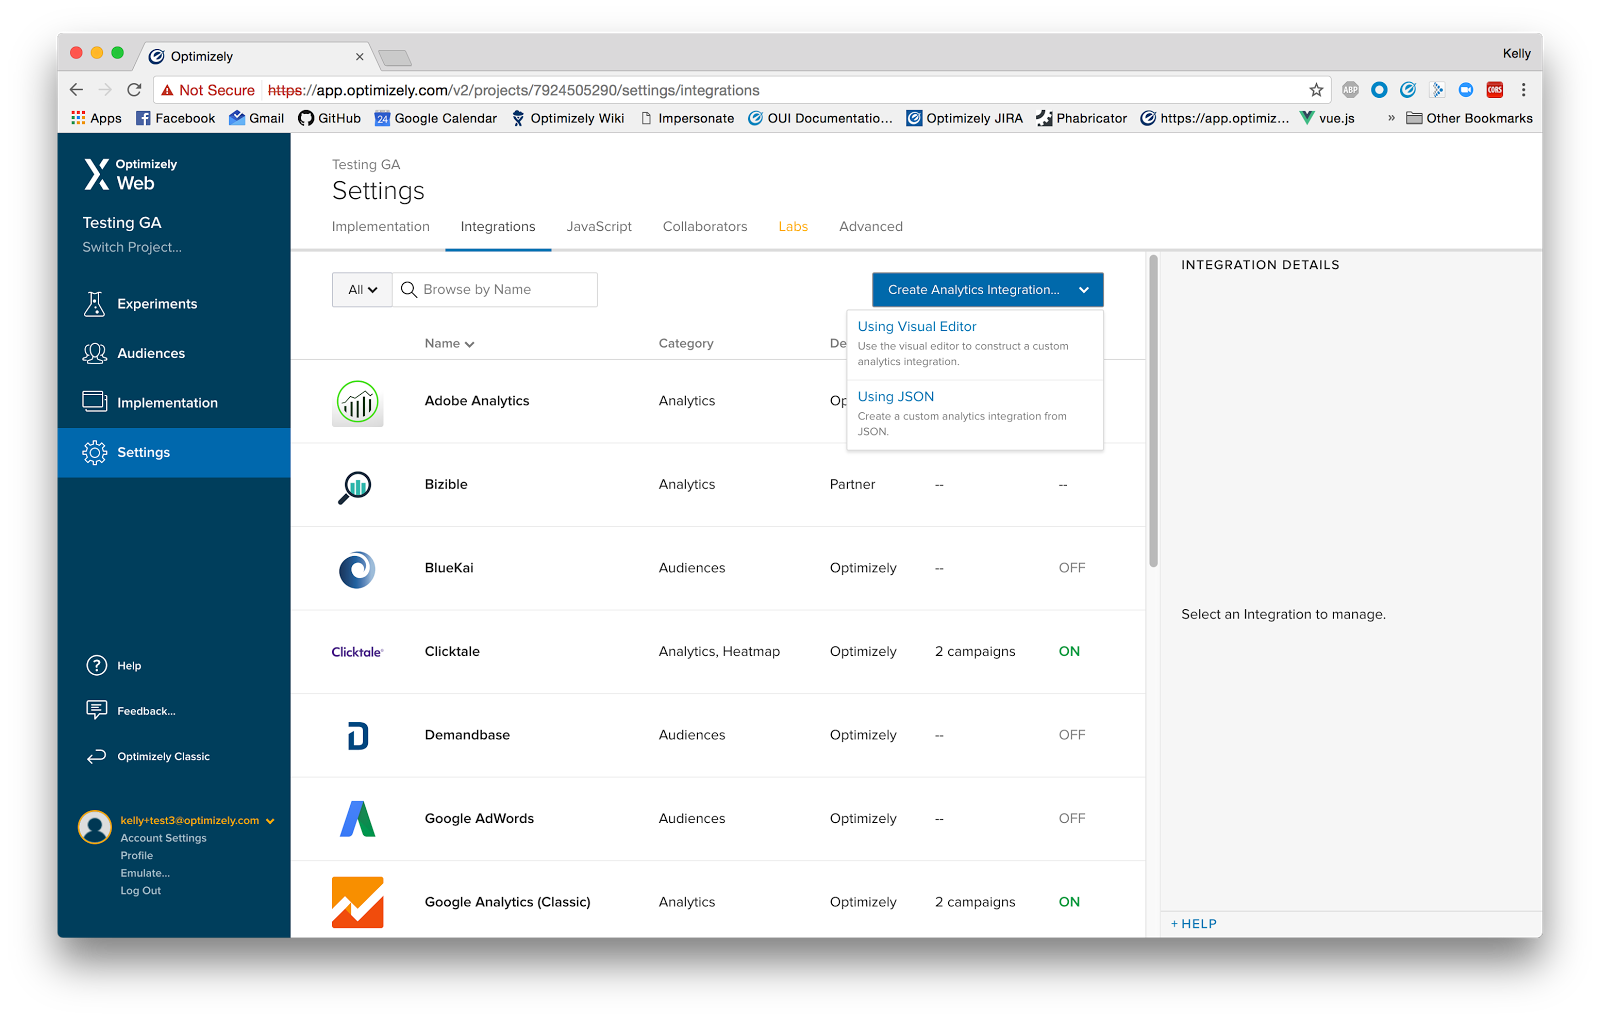 Optimizely
Kelly
Not Secure https://app.optimizely.com/v2/projects/7924505290/settings/integrations
ABP
CORS
Apps Facebook Gmail GitHub 24 Google Calendar Optimizely Wiki Impersonate OUI Documentatio... Optimizely JIRA Phabricator https://app.optimiz... vue.js » Other Bookmarks
Optimizely
Web
Testing GA
Switch Project...
Experiments
Audiences
Implementation
Settings
Help
Feedback...
Optimizely Classic
kelly+test3@optimizely.com
Account Settings
Profile
Emulate...
Log Out
Testing GA
Settings
Implementation Integrations JavaScript Collaborators Labs Advanced
All Browse by Name Create Analytics Integration...
Using Visual Editor
Use the visual editor to construct a custom
analytics integration.
Using JSON
Create a custom analytics integration from
JSON.
Name Category De
Adobe Analytics Analytics Op
Bizible Analytics Partner -- --
BlueKai Audiences Optimizely -- OFF
Clicktale Clicktale Analytics, Heatmap Optimizely 2 campaigns ON
Demandbase Audiences Optimizely -- OFF
Google AdWords Audiences Optimizely -- OFF
Google Analytics (Classic) Analytics Optimizely 2 campaigns ON
INTEGRATION DETAILS
Select an Integration to manage.
+ HELP